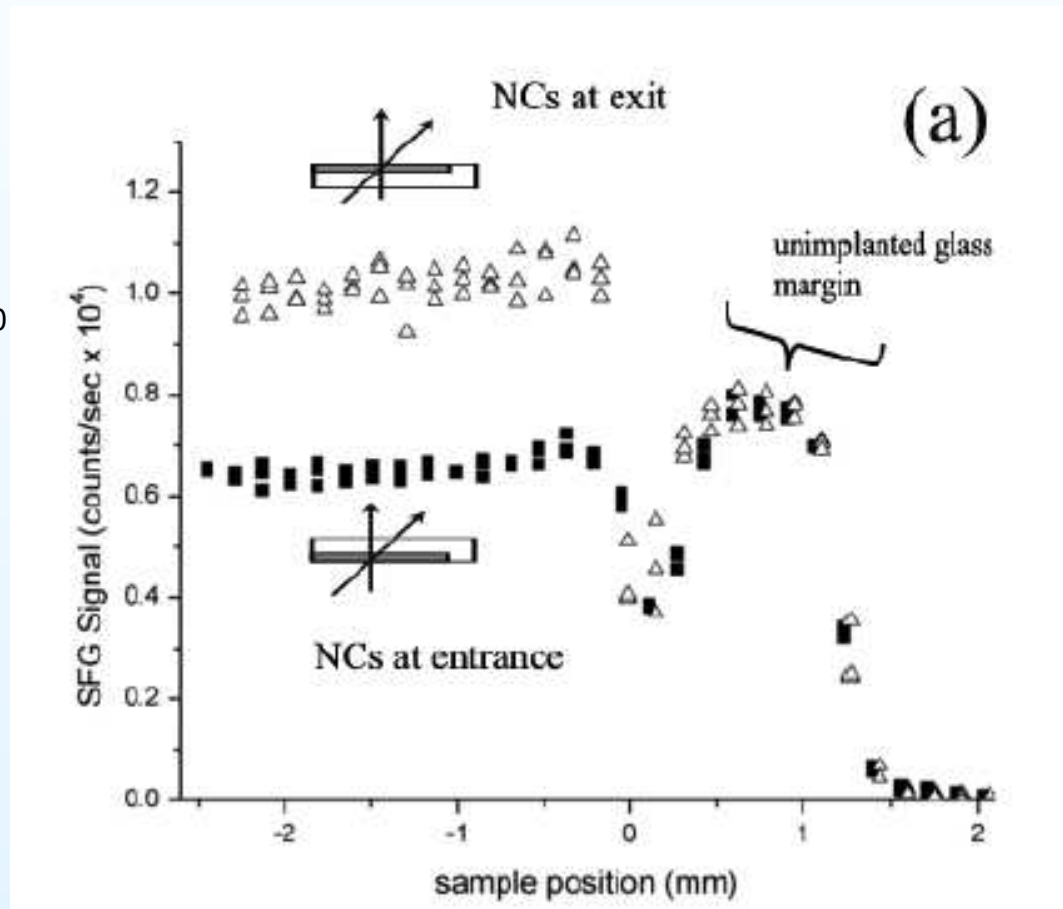 NCs at exit
(a)
unimplanted glass
margin
NCs at entrance
SFG Signal (counts/sec x 10⁴)
1.2
1.0
0.8
0.6
0.4
0.2
0.0
0
-2
-1
0
1
2
sample position (mm)